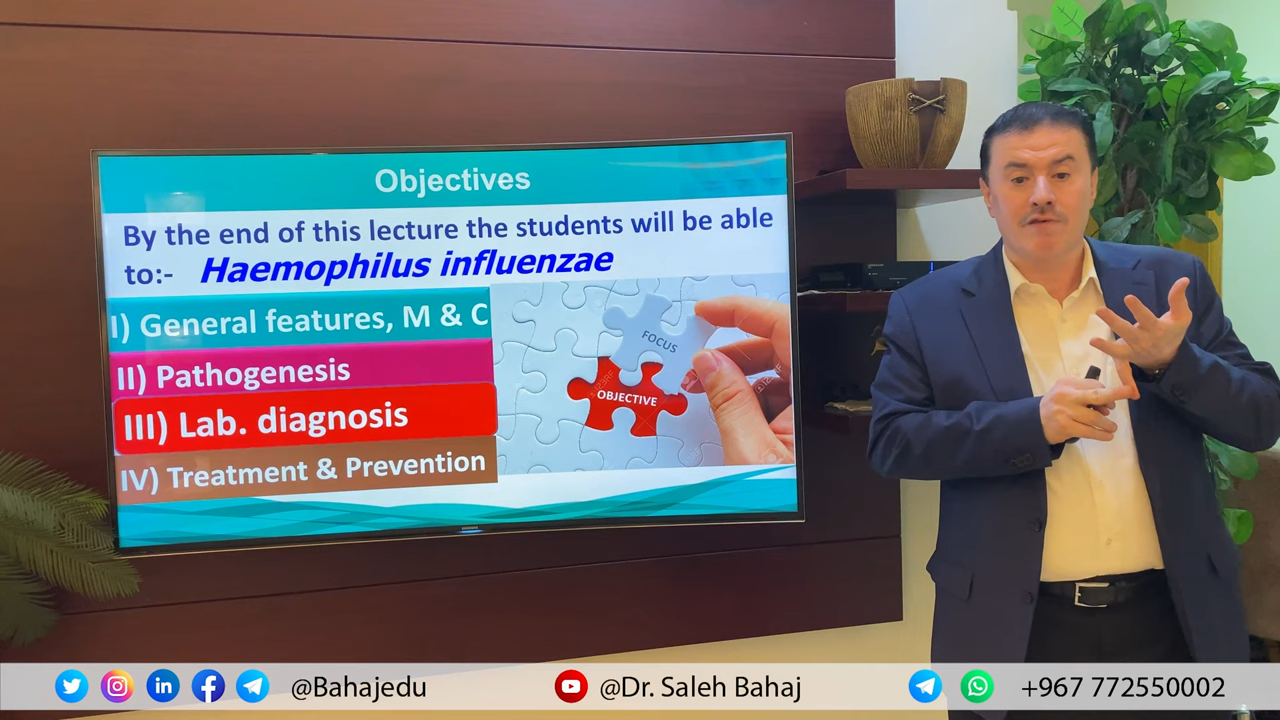 Objectives
By the end of this lecture the students will be able
to:- Haemophilus influenzae
I) General features, M & C
II) Pathogenesis
III) Lab. diagnosis
IV) Treatment & Prevention
FOCUS
OBJECTIVE
@Bahajedu
@Dr. Saleh Bahaj
+967 772550002